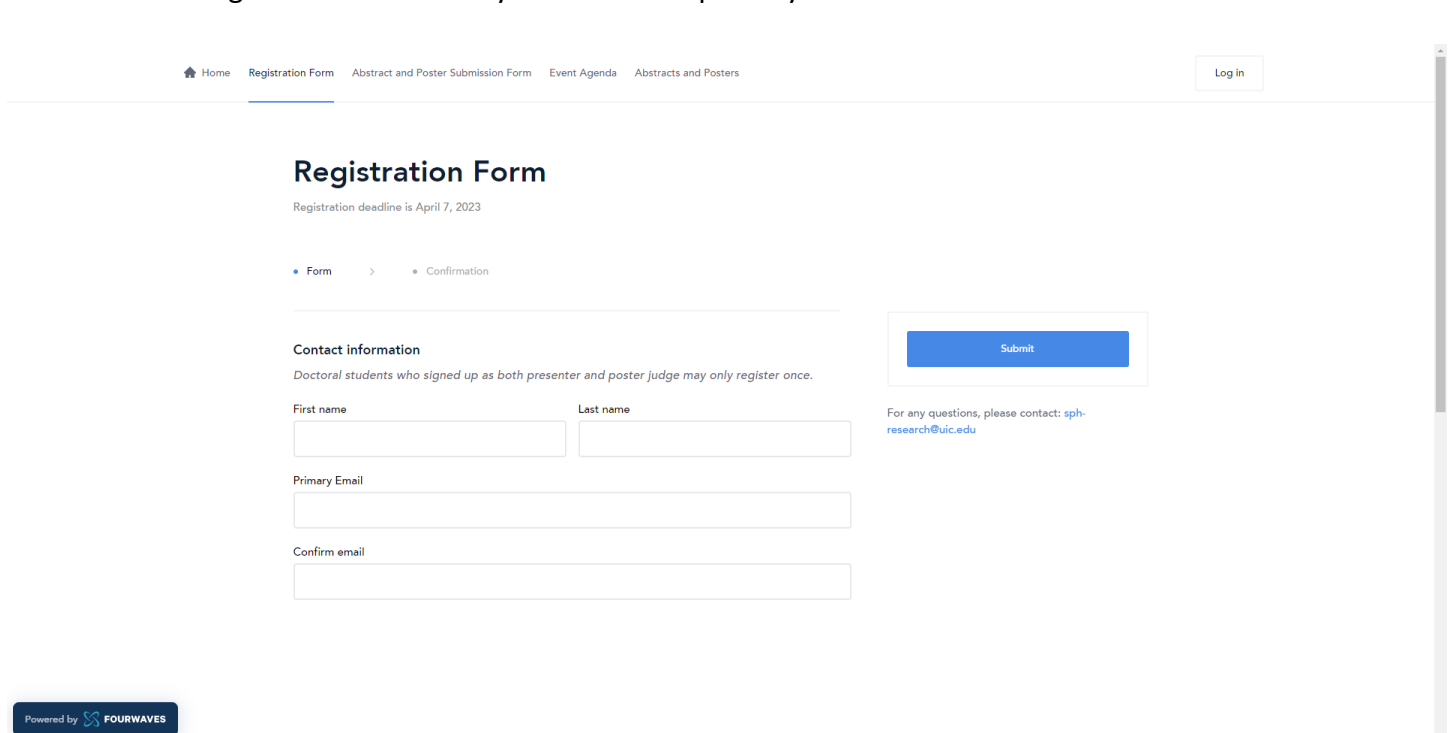 Home Registration Form Abstract and Poster Submission Form Event Agenda Abstracts and Posters Log in
Registration Form
Registration deadline is April 7, 2023
Form > Confirmation
Contact information
Doctoral students who signed up as both presenter and poster judge may only register once.
First name Last name
Primary Email
Confirm email
Submit
For any questions, please contact: sph-
research@uic.edu
Powered by FOURWAVES